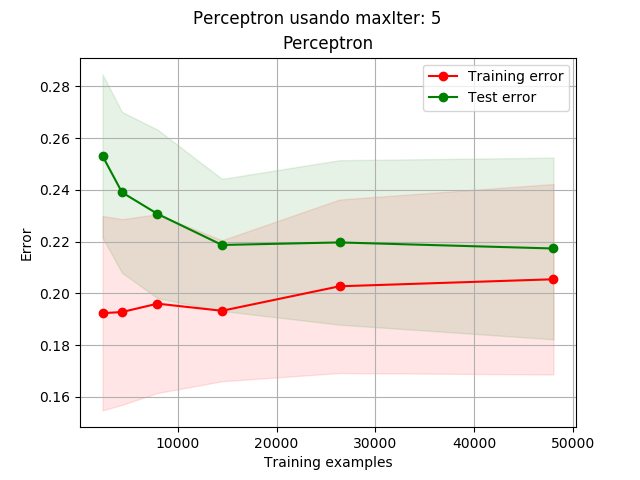 Perceptron usando maxIter: 5
Perceptron
Training error
Test error
0.28
0.26
0.24
0.22
0.20
0.18
0.16
Error
10000 20000 30000 40000 50000
Training examples